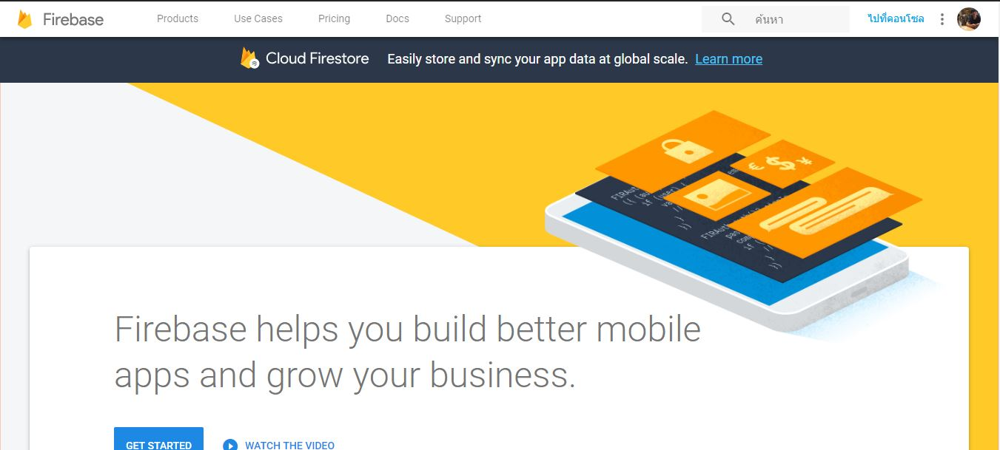 Firebase
Products
Use Cases
Pricing
Docs
Support
ค้นหา
ไปที่คอนโซล
Cloud Firestore
Easily store and sync your app data at global scale. Learn more
Firebase helps you build better mobile
apps and grow your business.
GET STARTED
WATCH THE VIDEO